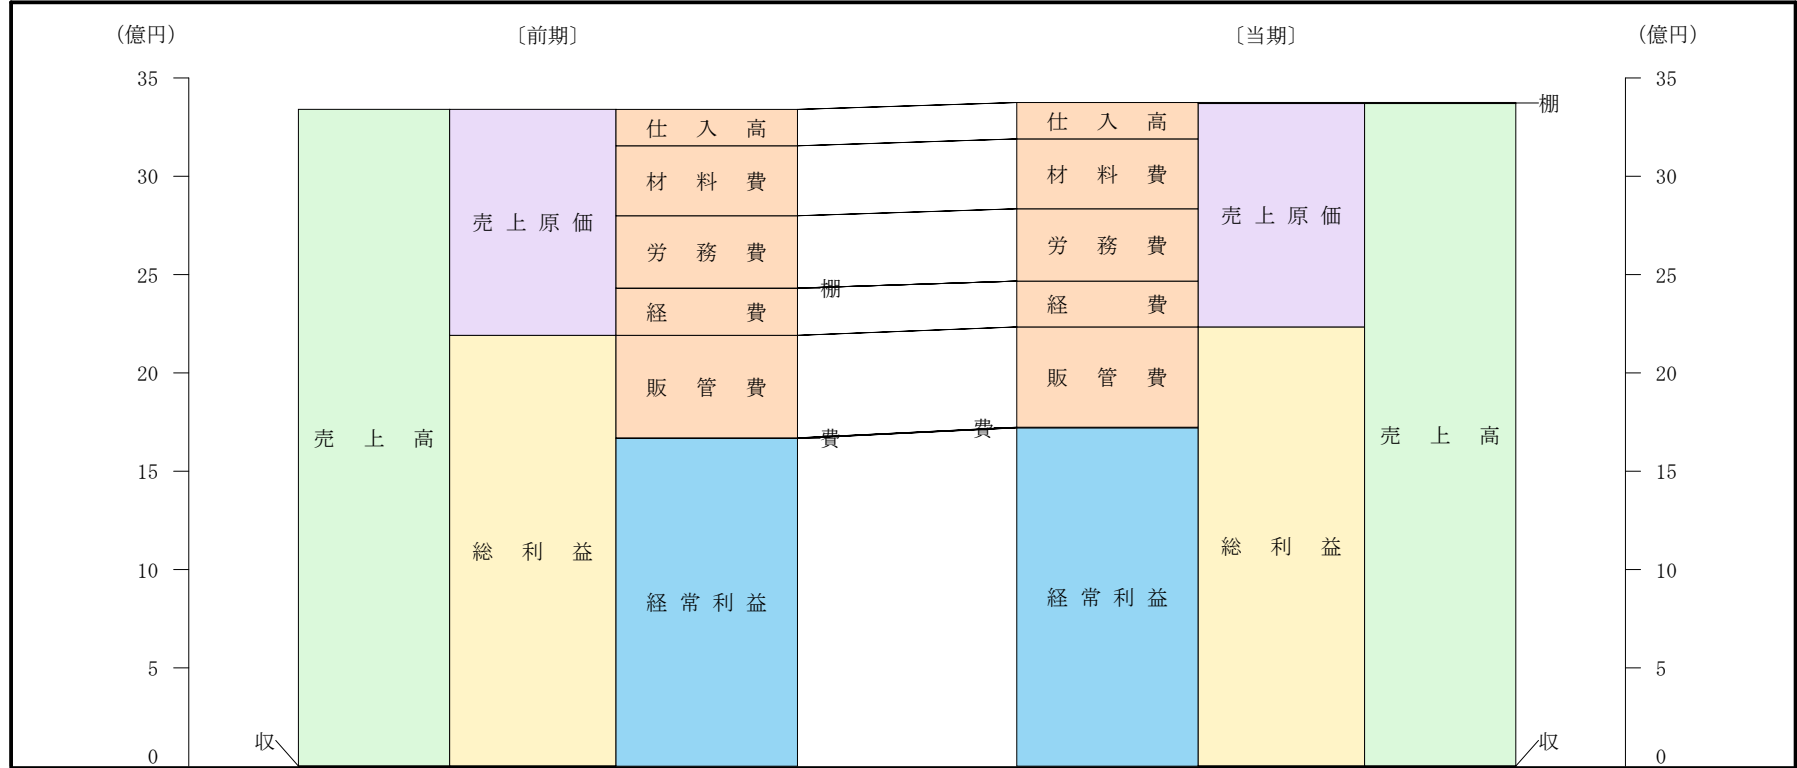 (億円) 〔前期〕 〔当期〕 (億円)
35 35
棚 棚
仕入高 仕入高
30 30
材料費 材料費
売上原価 売上原価
労務費 労務費
25 25
経費 経費
20 20
販管費 販管費
売上高 費 費 売上高
15 15
総利益 総利益
10 10
経常利益 経常利益
5 5
収 収
0 0